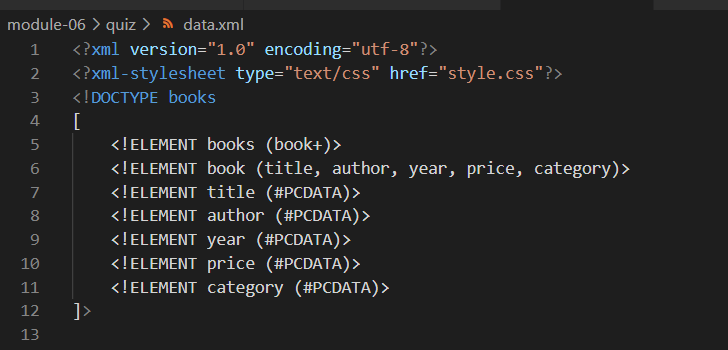 module-06 > quiz > data.xml
1 <?xml version="1.0" encoding="utf-8"?>
2 <?xml-stylesheet type="text/css" href="style.css"?>
3 <!DOCTYPE books
4 [
5     <!ELEMENT books (book+)>
6     <!ELEMENT book (title, author, year, price, category)>
7     <!ELEMENT title (#PCDATA)>
8     <!ELEMENT author (#PCDATA)>
9     <!ELEMENT year (#PCDATA)>
10     <!ELEMENT price (#PCDATA)>
11     <!ELEMENT category (#PCDATA)>
12 ]>
13